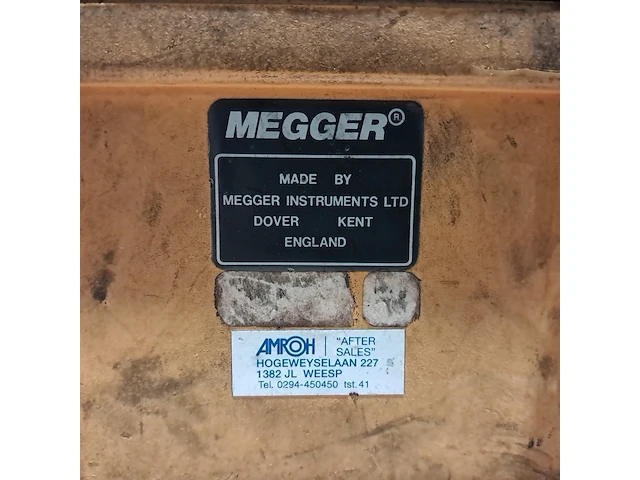 MEGGER®
MADE BY
MEGGER INSTRUMENTS LTD
DOVER KENT
ENGLAND
AMROH "AFTER
SALES"
HOGEWEYSELAAN 227
1382 JL WEESP
Tel. 0294-450450 tst. 41